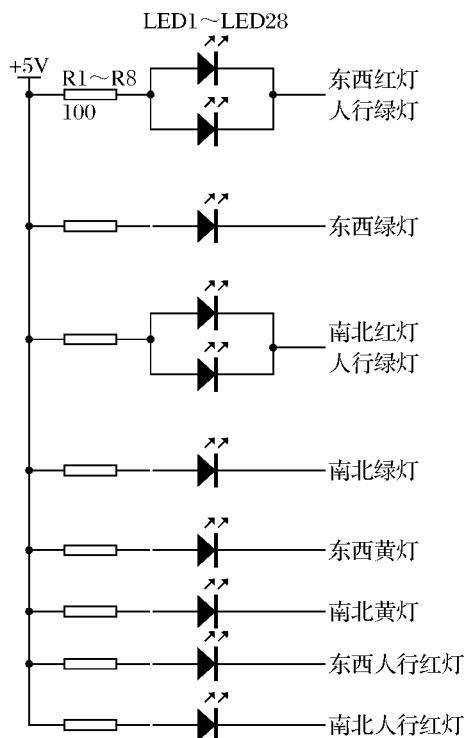 LED1～LED28
+5V
R1～R8
100
东西红灯
人行绿灯
东西绿灯
南北红灯
人行绿灯
南北绿灯
东西黄灯
南北黄灯
东西人行红灯
南北人行红灯